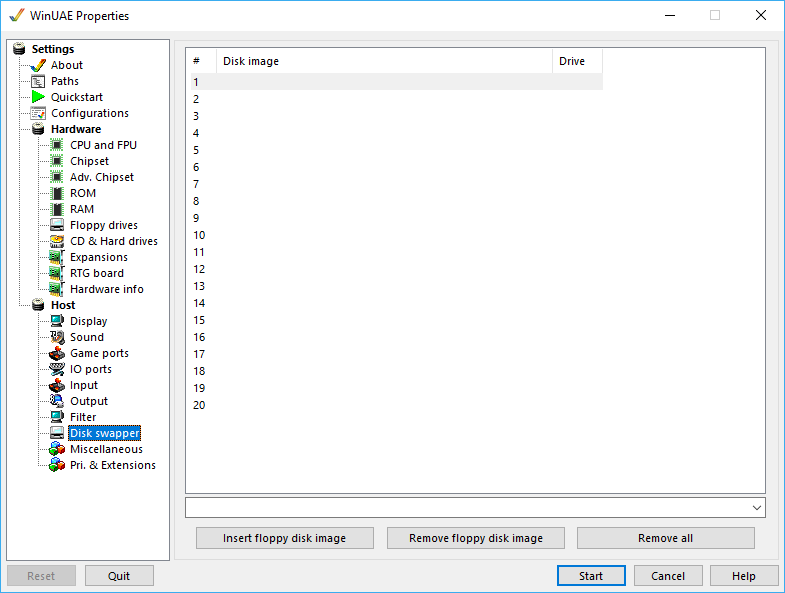 WinUAE Properties
Settings
About
Paths
Quickstart
Configurations
Hardware
CPU and FPU
Chipset
Adv. Chipset
ROM
RAM
Floppy drives
CD & Hard drives
Expansions
RTG board
Hardware info
Host
Display
Sound
Game ports
IO ports
Input
Output
Filter
Disk swapper
Miscellaneous
Pri. & Extensions
# Disk image Drive
1
2
3
4
5
6
7
8
9
10
11
12
13
14
15
16
17
18
19
20
Insert floppy disk image Remove floppy disk image Remove all
Reset Quit Start Cancel Help